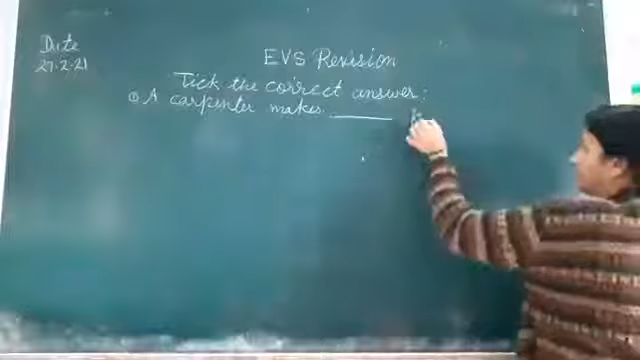 Date
27.2.21
EVS Revision
Tick the correct answer:
① A carpenter makes ______